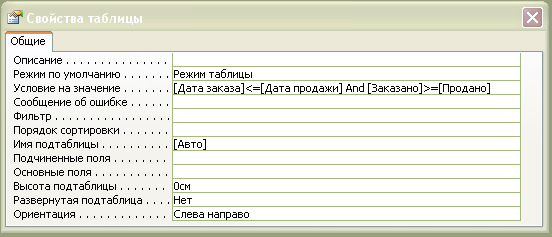 Свойства таблицы
Общие
Описание . . . . . . . . . . . . . . .
Режим по умолчанию . . . . . . . Режим таблицы
Условие на значение . . . . . . . [Дата заказа]<=[Дата продажи] And [Заказано]>=[Продано]
Сообщение об ошибке . . . . . .
Фильтр . . . . . . . . . . . . . . . . .
Порядок сортировки . . . . . . .
Имя подтаблицы . . . . . . . . . . [Авто]
Подчиненные поля . . . . . . . . .
Основные поля . . . . . . . . . . .
Высота подтаблицы . . . . . . . . 0см
Развернутая подтаблица . . . . Нет
Ориентация . . . . . . . . . . . . . Слева направо